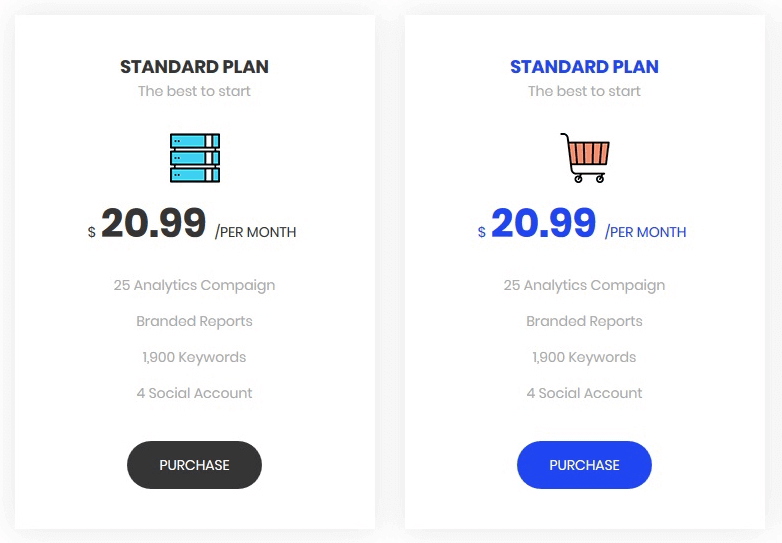 STANDARD PLAN
The best to start
$ 20.99 /PER MONTH
25 Analytics Compaign
Branded Reports
1,900 Keywords
4 Social Account
PURCHASE
STANDARD PLAN
The best to start
$ 20.99 /PER MONTH
25 Analytics Compaign
Branded Reports
1,900 Keywords
4 Social Account
PURCHASE